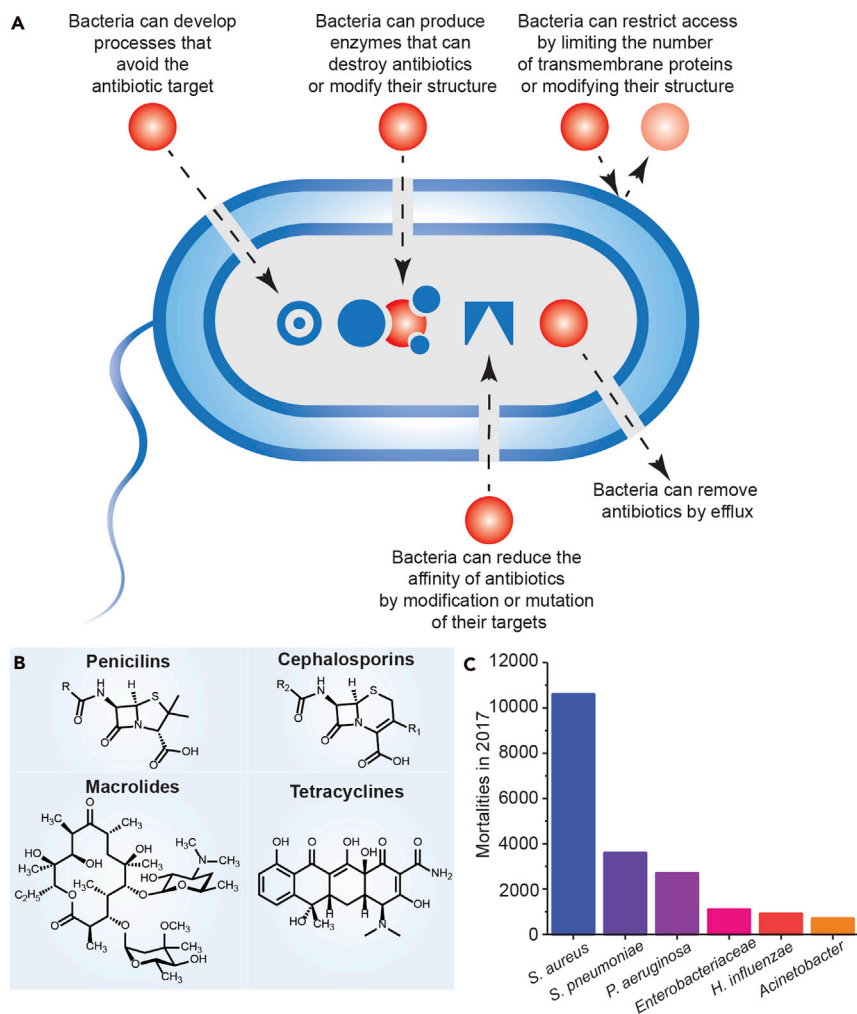 A
Bacteria can develop
processes that
avoid the
antibiotic target
Bacteria can produce
enzymes that can
destroy antibiotics
or modify their structure
Bacteria can restrict access
by limiting the number
of transmembrane proteins
or modifying their structure
Bacteria can remove
antibiotics by efflux
Bacteria can reduce the
affinity of antibiotics
by modification or mutation
of their targets
B
Penicilins
R
H
N
H
S
O
O
N
O
OH
Cephalosporins
R2
H
N
H
S
O
O
N
R1
O
OH
Macrolides
O
H3C
CH3
HO
OH
H3C
OH
CH3
N
HO
C2H5
O
H3C
O
O
CH3
O
CH3
O
OCH3
CH3
O
OH
H3C
Tetracyclines
OH
O
OH
OH
O
O
NH2
OH
HO
CH3
H
H
N
C
Mortalities in 2017
12000
10000
8000
6000
4000
2000
0
S. aureus
S. pneumoniae
P. aeruginosa
Enterobacteriaceae
H. influenzae
Acinetobacter